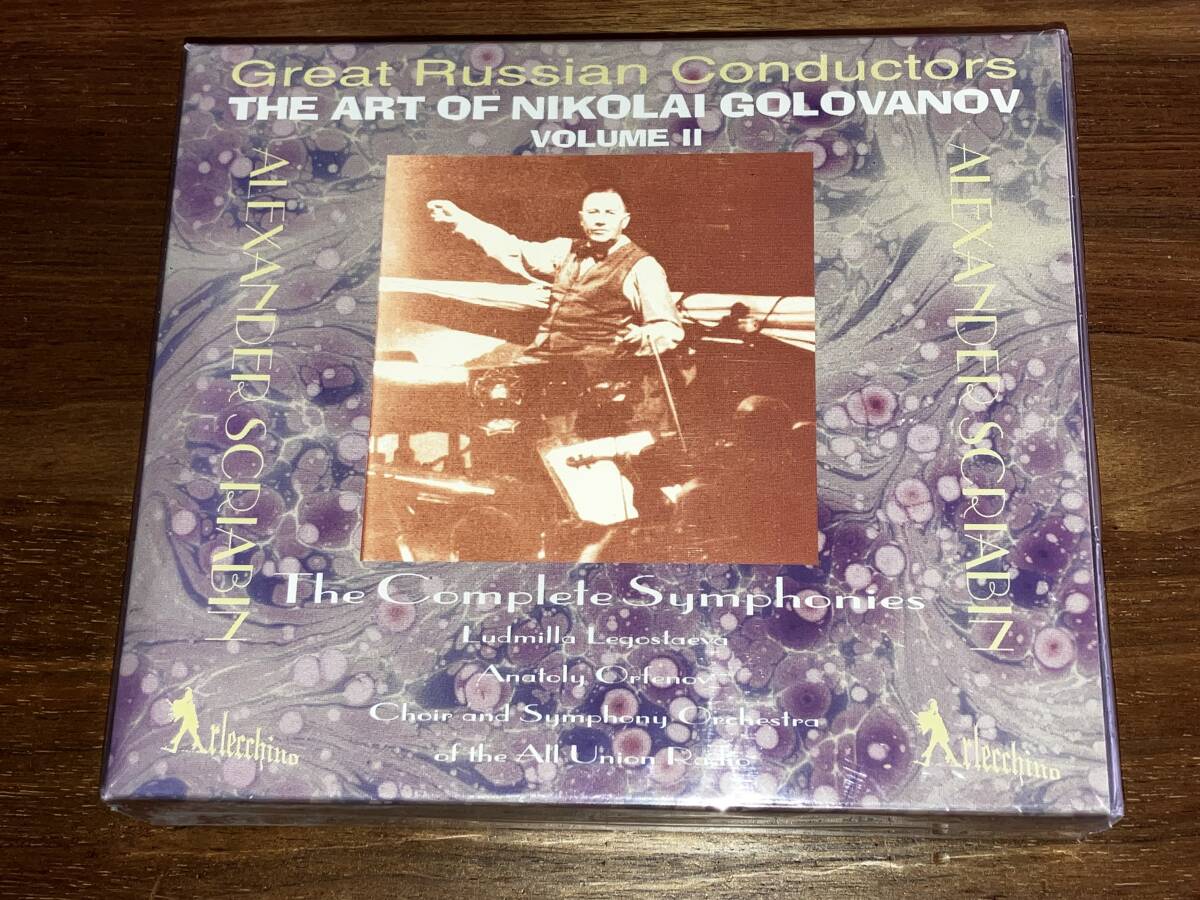 Great Russian Conductors
THE ART OF NIKOLAI GOLOVANOV
VOLUME II
ALEXANDER SCRIABIN
ALEXANDER SCRIABIN
The Complete Symphonies
Ludmilla Legostaeva
Anatoly Orfenov
Choir and Symphony Orchestra
of the All Union Radio
Arlecchino
Arlecchino